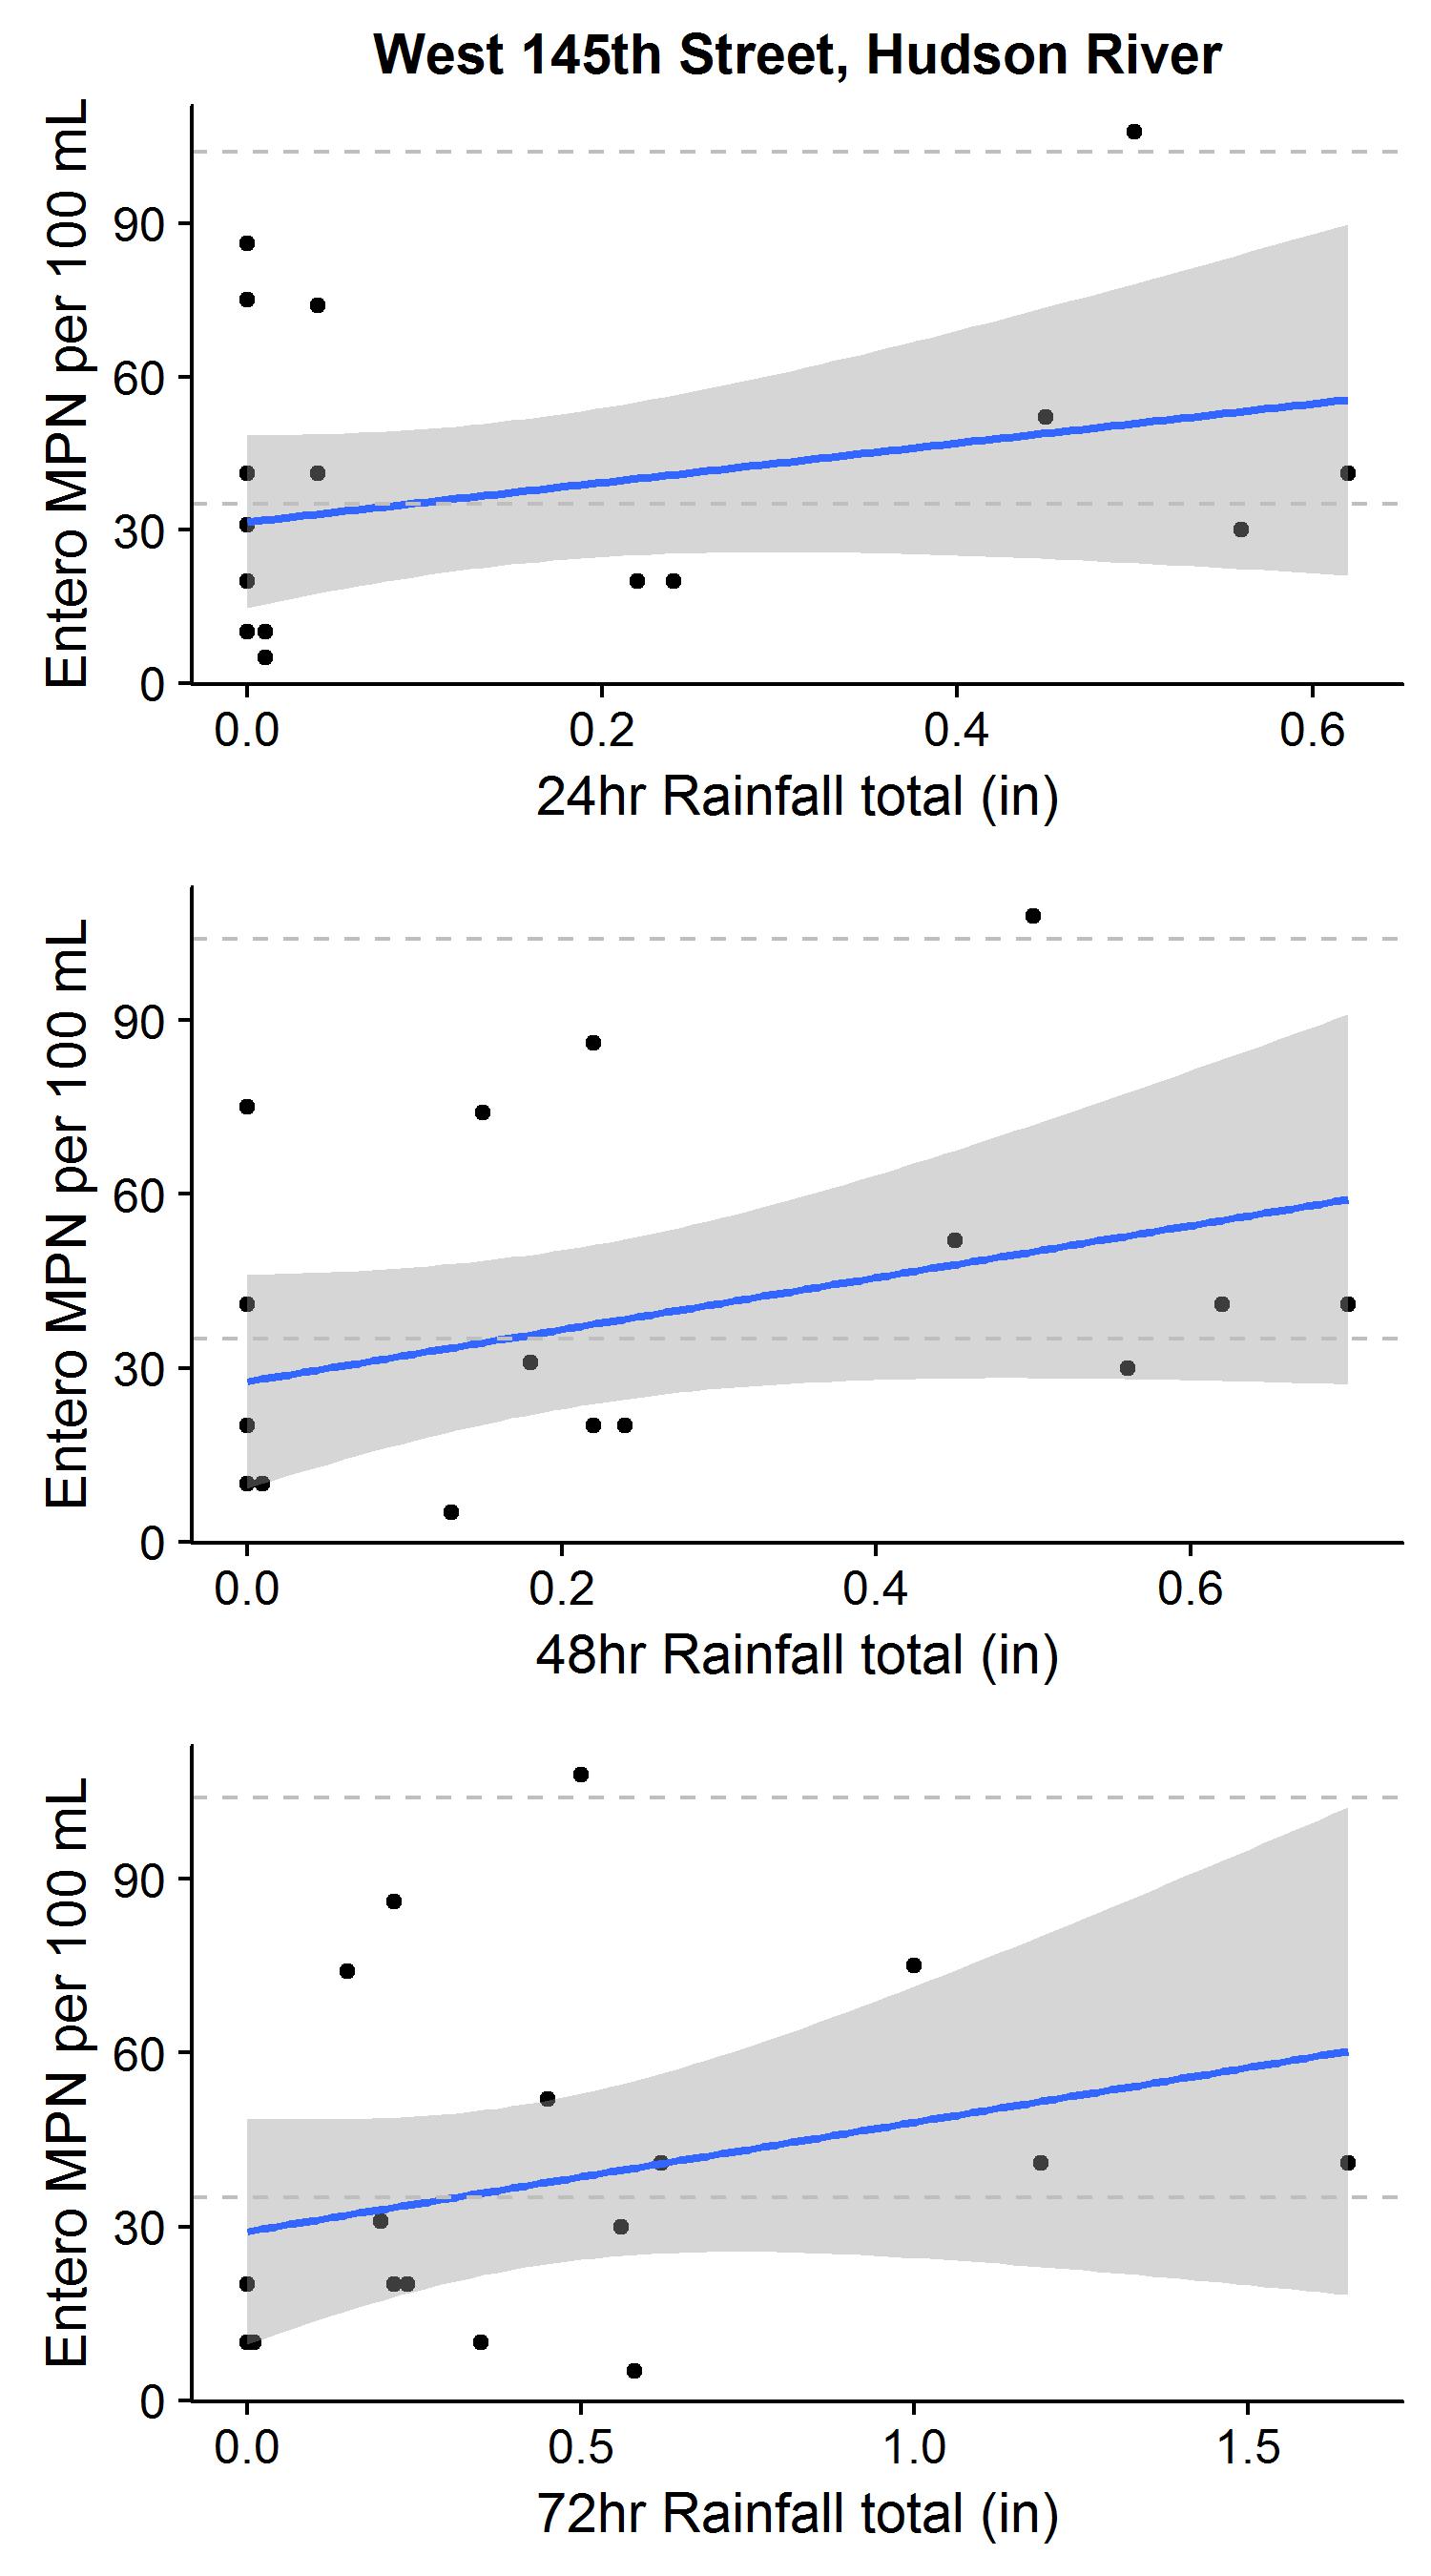 West 145th Street, Hudson River
Entero MPN per 100 mL
90
60
30
0
0.0 0.2 0.4 0.6
24hr Rainfall total (in)
Entero MPN per 100 mL
90
60
30
0
0.0 0.2 0.4 0.6
48hr Rainfall total (in)
Entero MPN per 100 mL
90
60
30
0
0.0 0.5 1.0 1.5
72hr Rainfall total (in)